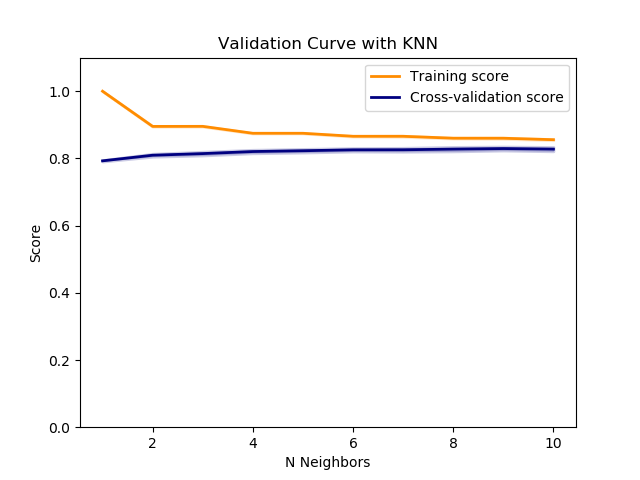 Validation Curve with KNN
Training score
Cross-validation score
Score
1.0
0.8
0.6
0.4
0.2
0.0
2 4 6 8 10
N Neighbors